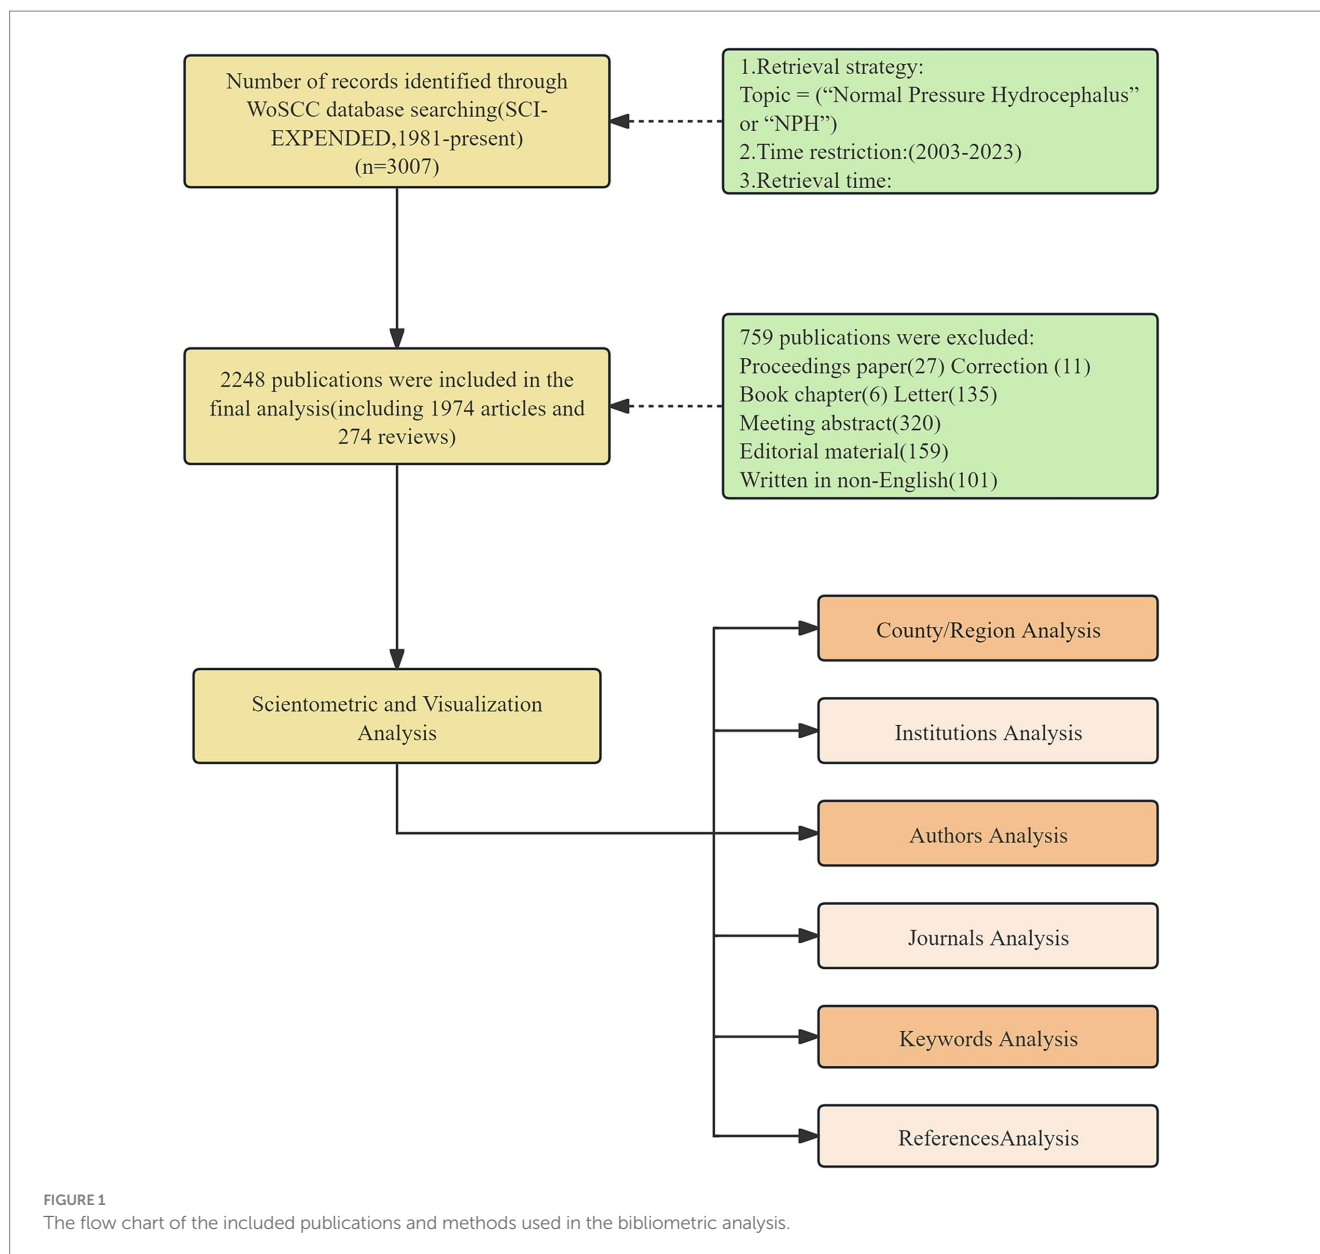 Number of records identified through
WoSCC database searching(SCI-
EXPENDED,1981-present)
(n=3007)
1.Retrieval strategy:
Topic = (“Normal Pressure Hydrocephalus”
or “NPH”)
2.Time restriction:(2003-2023)
3.Retrieval time:
2248 publications were included in the
final analysis(including 1974 articles and
274 reviews)
759 publications were excluded:
Proceedings paper(27) Correction (11)
Book chapter(6) Letter(135)
Meeting abstract(320)
Editorial material(159)
Written in non-English(101)
Scientometric and Visualization
Analysis
County/Region Analysis
Institutions Analysis
Authors Analysis
Journals Analysis
Keywords Analysis
ReferencesAnalysis
FIGURE 1
The flow chart of the included publications and methods used in the bibliometric analysis.